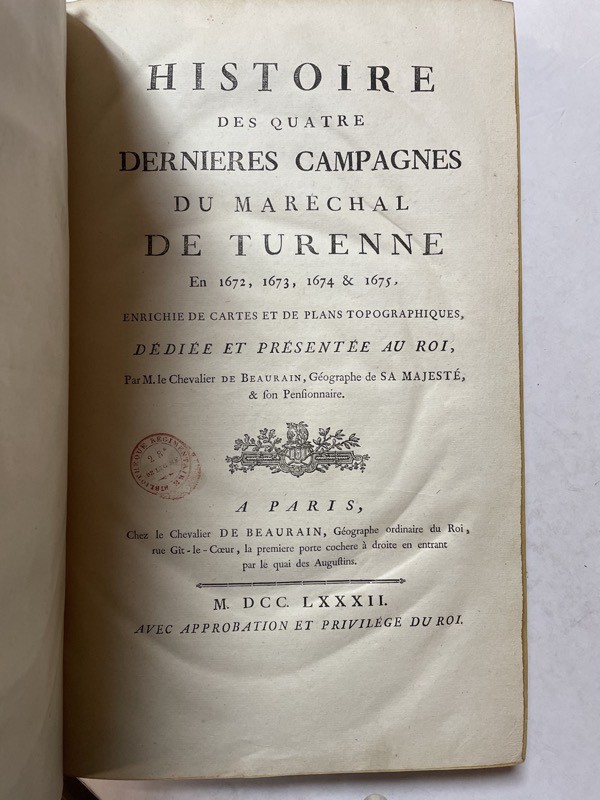 HISTOIRE
DES QUATRE
DERNIERES CAMPAGNES
DU MARÉCHAL
DE TURENNE
En 1672, 1673, 1674 & 1675,
ENRICHIE DE CARTES ET DE PLANS TOPOGRAPHIQUES,
DÉDIÉE ET PRÉSENTÉE AU ROI,
Par M. le Chevalier DE BEAURAIN, Géographe de SA MAJESTÉ,
& ſon Penſionnaire.
BIBLIOTHEQUE REGIMENTAIRE
A PARIS,
Chez le Chevalier DE BEAURAIN, Géographe ordinaire du Roi,
rue Gît-le-Cœur, la premiere porte cochere à droite en entrant
par le quai des Auguſtins.
M. DCC. LXXXII.
AVEC APPROBATION ET PRIVILÉGE DU ROI.